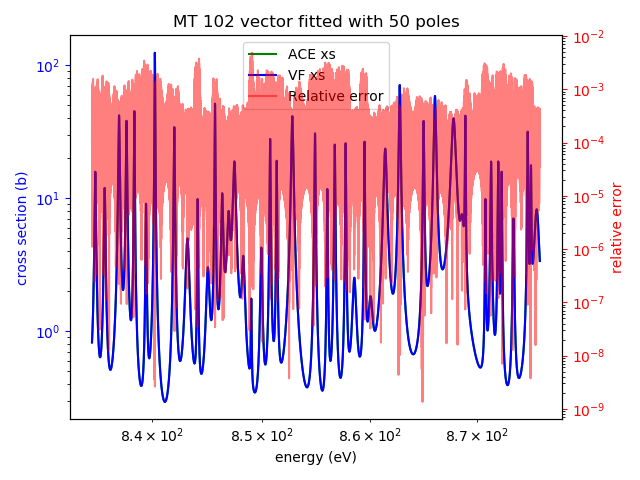 MT 102 vector fitted with 50 poles
ACE xs
VF xs
Relative error
cross section (b)
10²
10¹
10⁰
relative error
10⁻²
10⁻³
10⁻⁴
10⁻⁵
10⁻⁶
10⁻⁷
10⁻⁸
10⁻⁹
8.4 × 10² 8.5 × 10² 8.6 × 10² 8.7 × 10²
energy (eV)